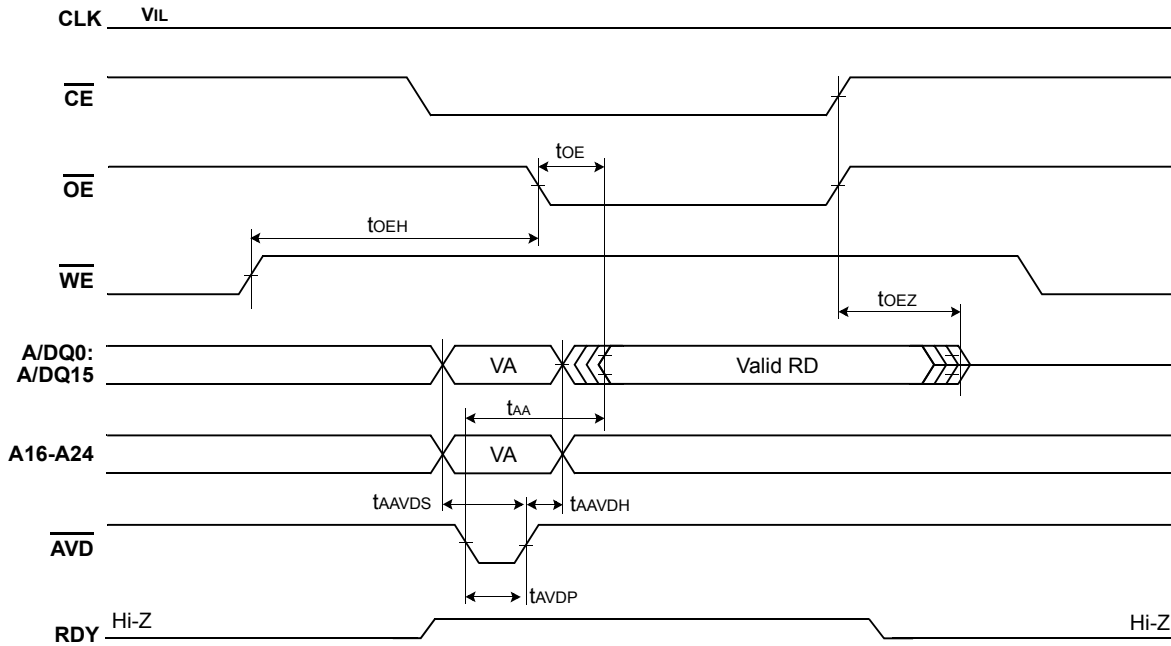 CLK VIL
CE
tOE
OE
tOEH
WE
tOEZ
A/DQ0:
A/DQ15
VA
Valid RD
tAA
A16-A24
VA
tAAVDS
tAAVDH
AVD
tAVDP
Hi-Z
Hi-Z
RDY